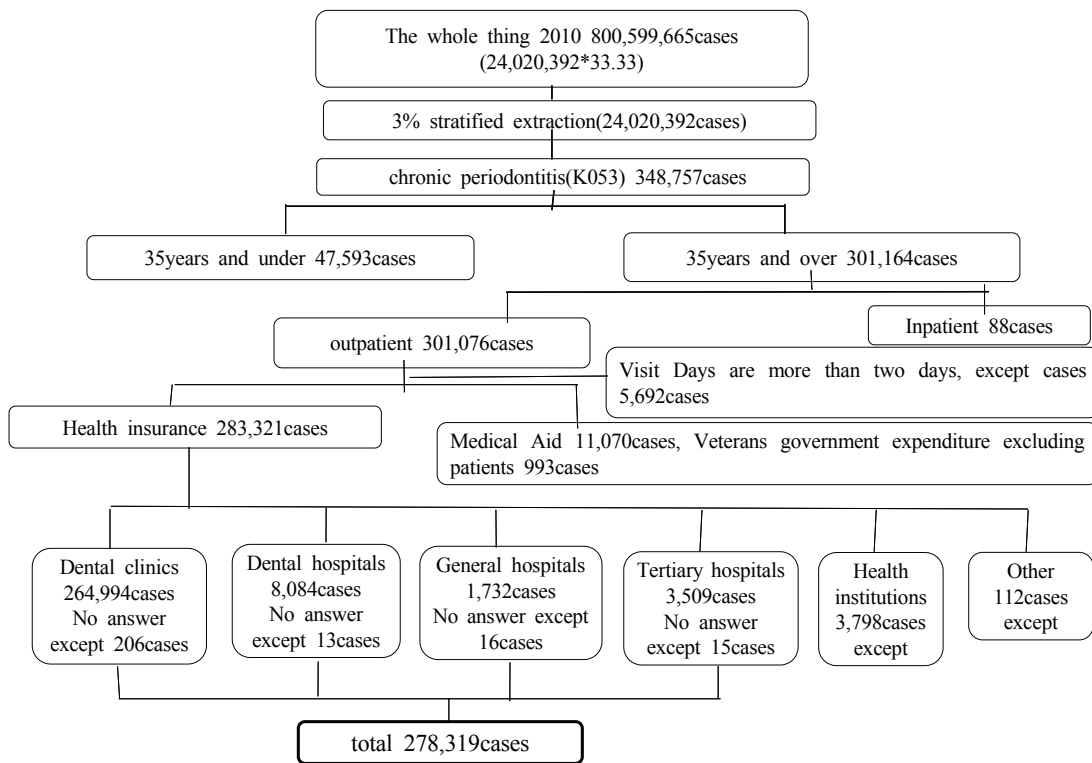 The whole thing 2010 800,599,665cases
(24,020,392*33.33)
3% stratified extraction(24,020,392cases)
chronic periodontitis(K053) 348,757cases
35years and under 47,593cases
35years and over 301,164cases
Inpatient 88cases
outpatient 301,076cases
Visit Days are more than two days, except cases
5,692cases
Health insurance 283,321cases
Medical Aid 11,070cases, Veterans government expenditure excluding
patients 993cases
Dental clinics
264,994cases
No answer
except 206cases
Dental hospitals
8,084cases
No answer
except 13cases
General hospitals
1,732cases
No answer except
16cases
Tertiary hospitals
3,509cases
No answer
except 15cases
Health
institutions
3,798cases
except
Other
112cases
except
total 278,319cases